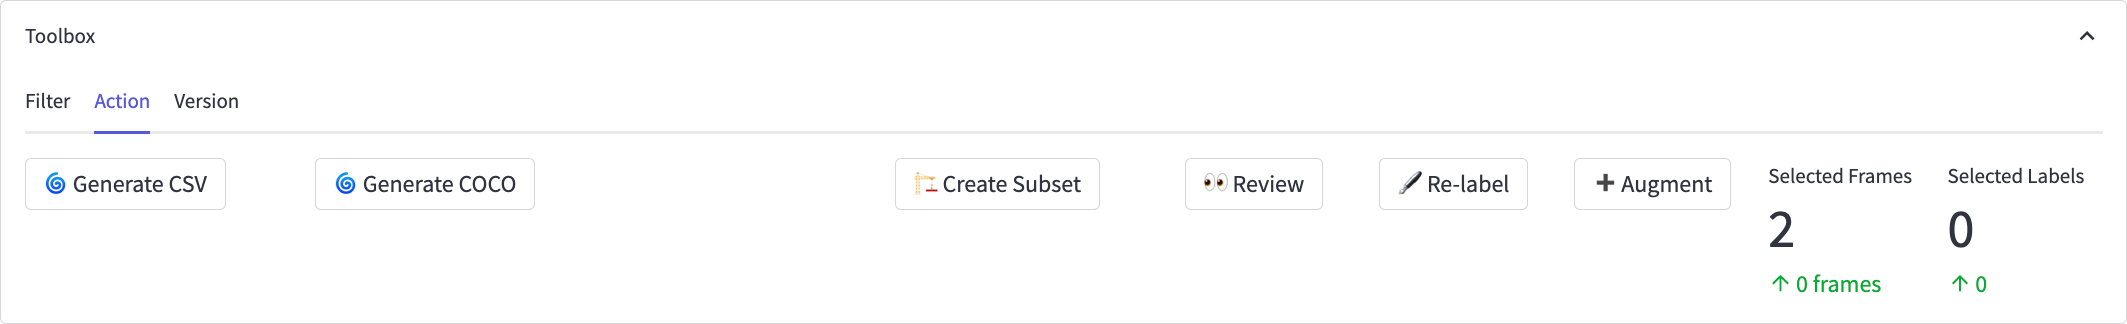 Toolbox
Filter Action Version
🌀 Generate CSV
🌀 Generate COCO
🏗️ Create Subset
👀 Review
🖋️ Re-label
➕ Augment
Selected Frames
2
↑ 0 frames
Selected Labels
0
↑ 0